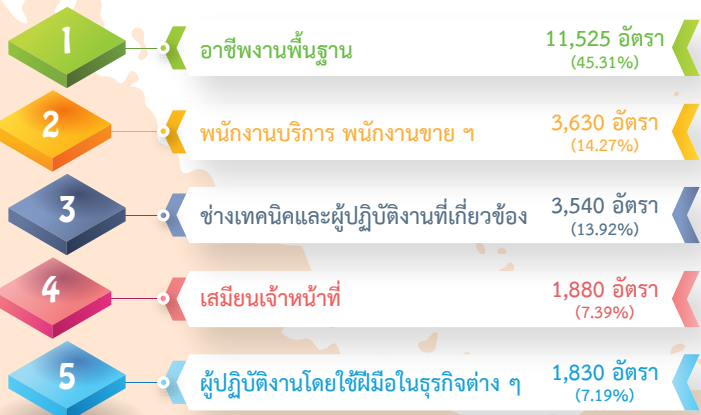 1
อาชีพงานพื้นฐาน
11,525 อัตรา
(45.31%)
2
พนักงานบริการ พนักงานขาย ฯ
3,630 อัตรา
(14.27%)
3
ช่างเทคนิคและผู้ปฏิบัติงานที่เกี่ยวข้อง
3,540 อัตรา
(13.92%)
4
เสมียนเจ้าหน้าที่
1,880 อัตรา
(7.39%)
5
ผู้ปฏิบัติงานโดยใช้ฝีมือในธุรกิจต่าง ๆ
1,830 อัตรา
(7.19%)